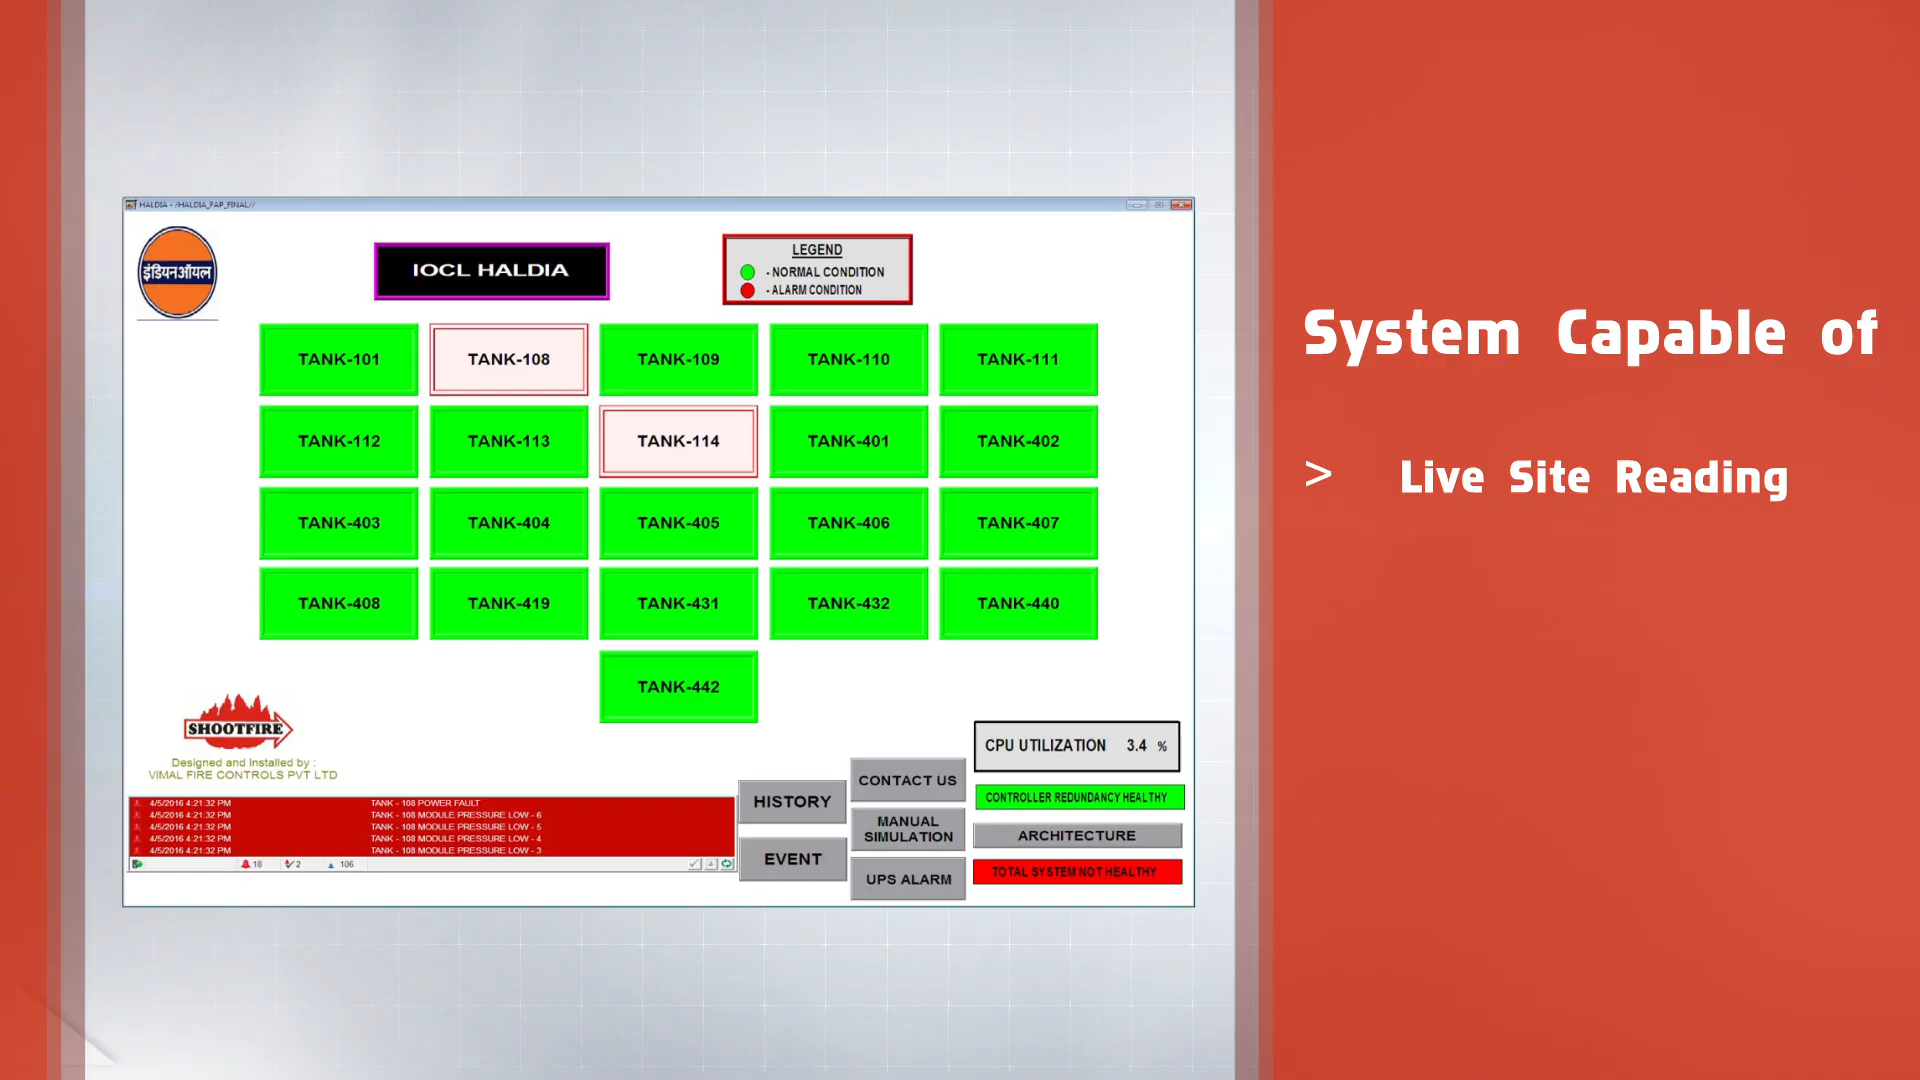 HALDIA - /HALDIA_FAP_FINAL//
इंडियनऑयल
IOCL HALDIA
LEGEND
- NORMAL CONDITION
- ALARM CONDITION
TANK-101
TANK-108
TANK-109
TANK-110
TANK-111
TANK-112
TANK-113
TANK-114
TANK-401
TANK-402
TANK-403
TANK-404
TANK-405
TANK-406
TANK-407
TANK-408
TANK-419
TANK-431
TANK-432
TANK-440
TANK-442
SHOOTFIRE
Designed and Installed by :
VIMAL FIRE CONTROLS PVT LTD
4/5/2016 4:21:32 PM TANK - 108 POWER FAULT
4/5/2016 4:21:32 PM TANK - 108 MODULE PRESSURE LOW - 6
4/5/2016 4:21:32 PM TANK - 108 MODULE PRESSURE LOW - 5
4/5/2016 4:21:32 PM TANK - 108 MODULE PRESSURE LOW - 4
4/5/2016 4:21:32 PM TANK - 108 MODULE PRESSURE LOW - 3
18 2 106
HISTORY
EVENT
CONTACT US
MANUAL
SIMULATION
UPS ALARM
CPU UTILIZATION 3.4 %
CONTROLLER REDUNDANCY HEALTHY
ARCHITECTURE
TOTAL SYSTEM NOT HEALTHY
System Capable of
> Live Site Reading